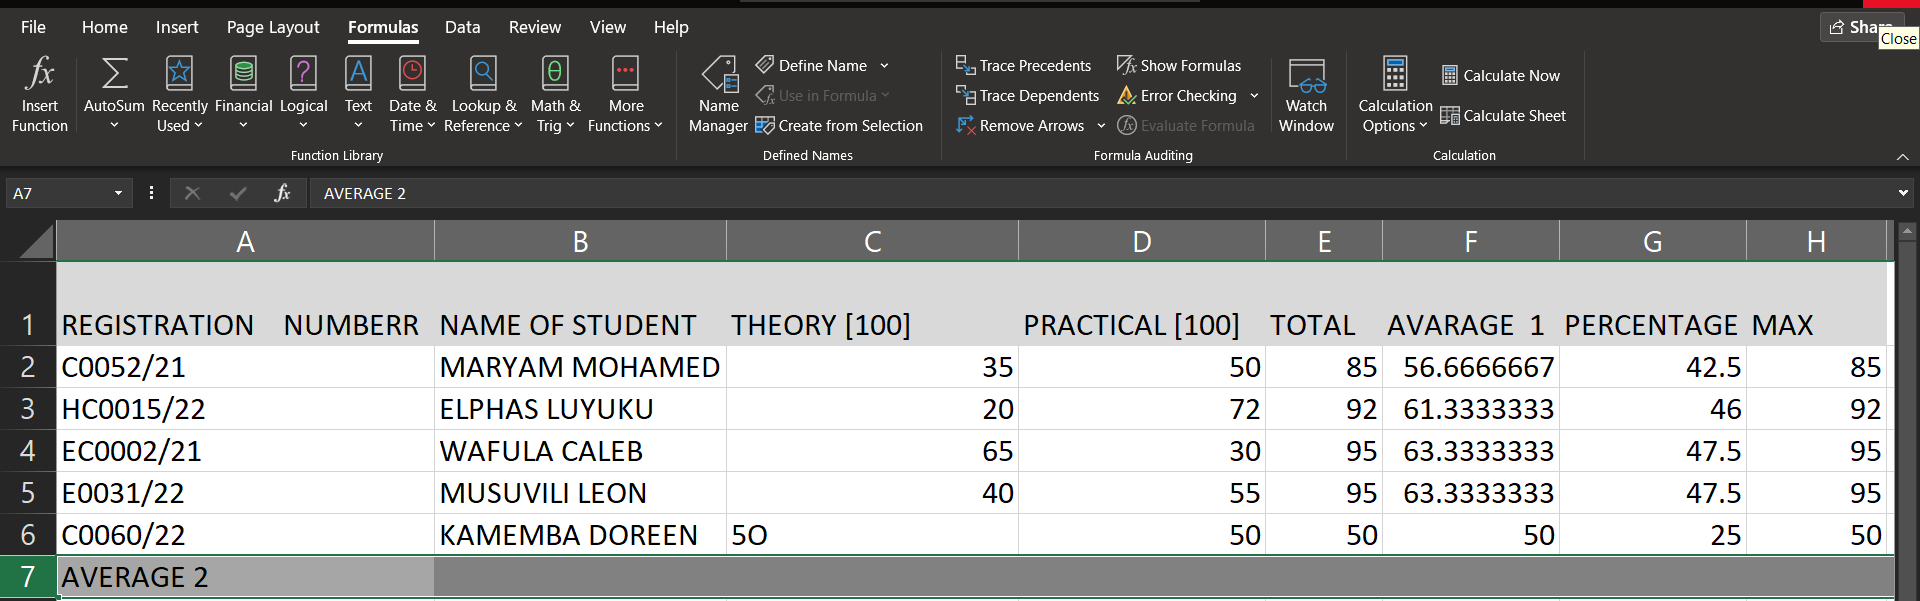 File Home Insert Page Layout Formulas Data Review View Help Share
Close
fx Insert Function
AutoSum
Recently Used
Financial
Logical
Text
Date & Time
Lookup & Reference
Math & Trig
More Functions
Function Library
Name Manager
Define Name
Use in Formula
Create from Selection
Defined Names
Trace Precedents
Trace Dependents
Remove Arrows
Show Formulas
Error Checking
Evaluate Formula
Formula Auditing
Watch Window
Calculation Options
Calculate Now
Calculate Sheet
Calculation
A7 fx AVERAGE 2
A B C D E F G H
1 REGISTRATION NUMBERR NAME OF STUDENT THEORY [100] PRACTICAL [100] TOTAL AVARAGE 1 PERCENTAGE MAX
2 C0052/21 MARYAM MOHAMED 35 50 85 56.6666667 42.5 85
3 HC0015/22 ELPHAS LUYUKU 20 72 92 61.3333333 46 92
4 EC0002/21 WAFULA CALEB 65 30 95 63.3333333 47.5 95
5 E0031/22 MUSUVILI LEON 40 55 95 63.3333333 47.5 95
6 C0060/22 KAMEMBA DOREEN 5O 50 50 50 25 50
7 AVERAGE 2